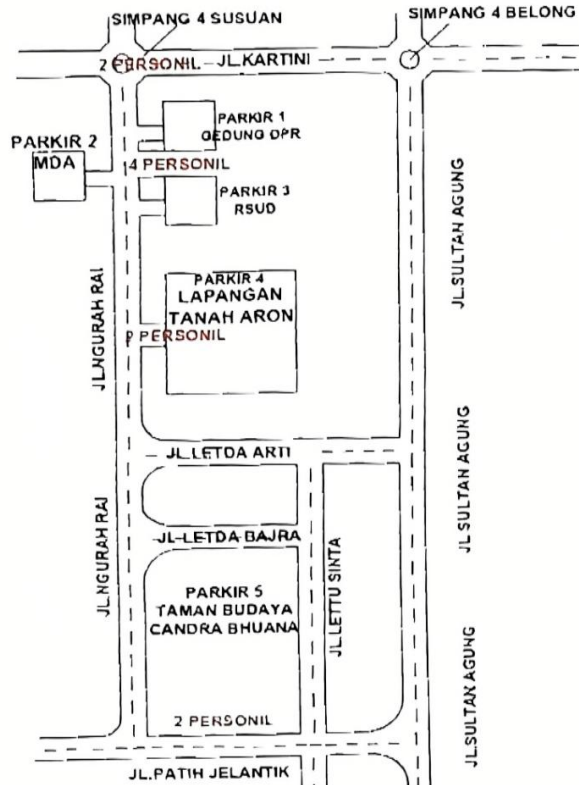 SIMPANG 4 SUSUAN
SIMPANG 4 BELONG
2 PERSONIL
JL.KARTINI
PARKIR 1
GEDUNG DPR
PARKIR 2
MDA
4 PERSONIL
PARKIR 3
RSUD
JL.SULTAN AGUNG
PARKIR 4
LAPANGAN
TANAH ARON
JL.NGURAH RAI
2 PERSONIL
JL.LETDA ARTI
JL.SULTAN AGUNG
JL.NGURAH RAI
JL.LETDA BAJRA
PARKIR 5
TAMAN BUDAYA
CANDRA BHUANA
JL.LETTU SINTA
JL.SULTAN AGUNG
2 PERSONIL
JL.PATIH JELANTIK